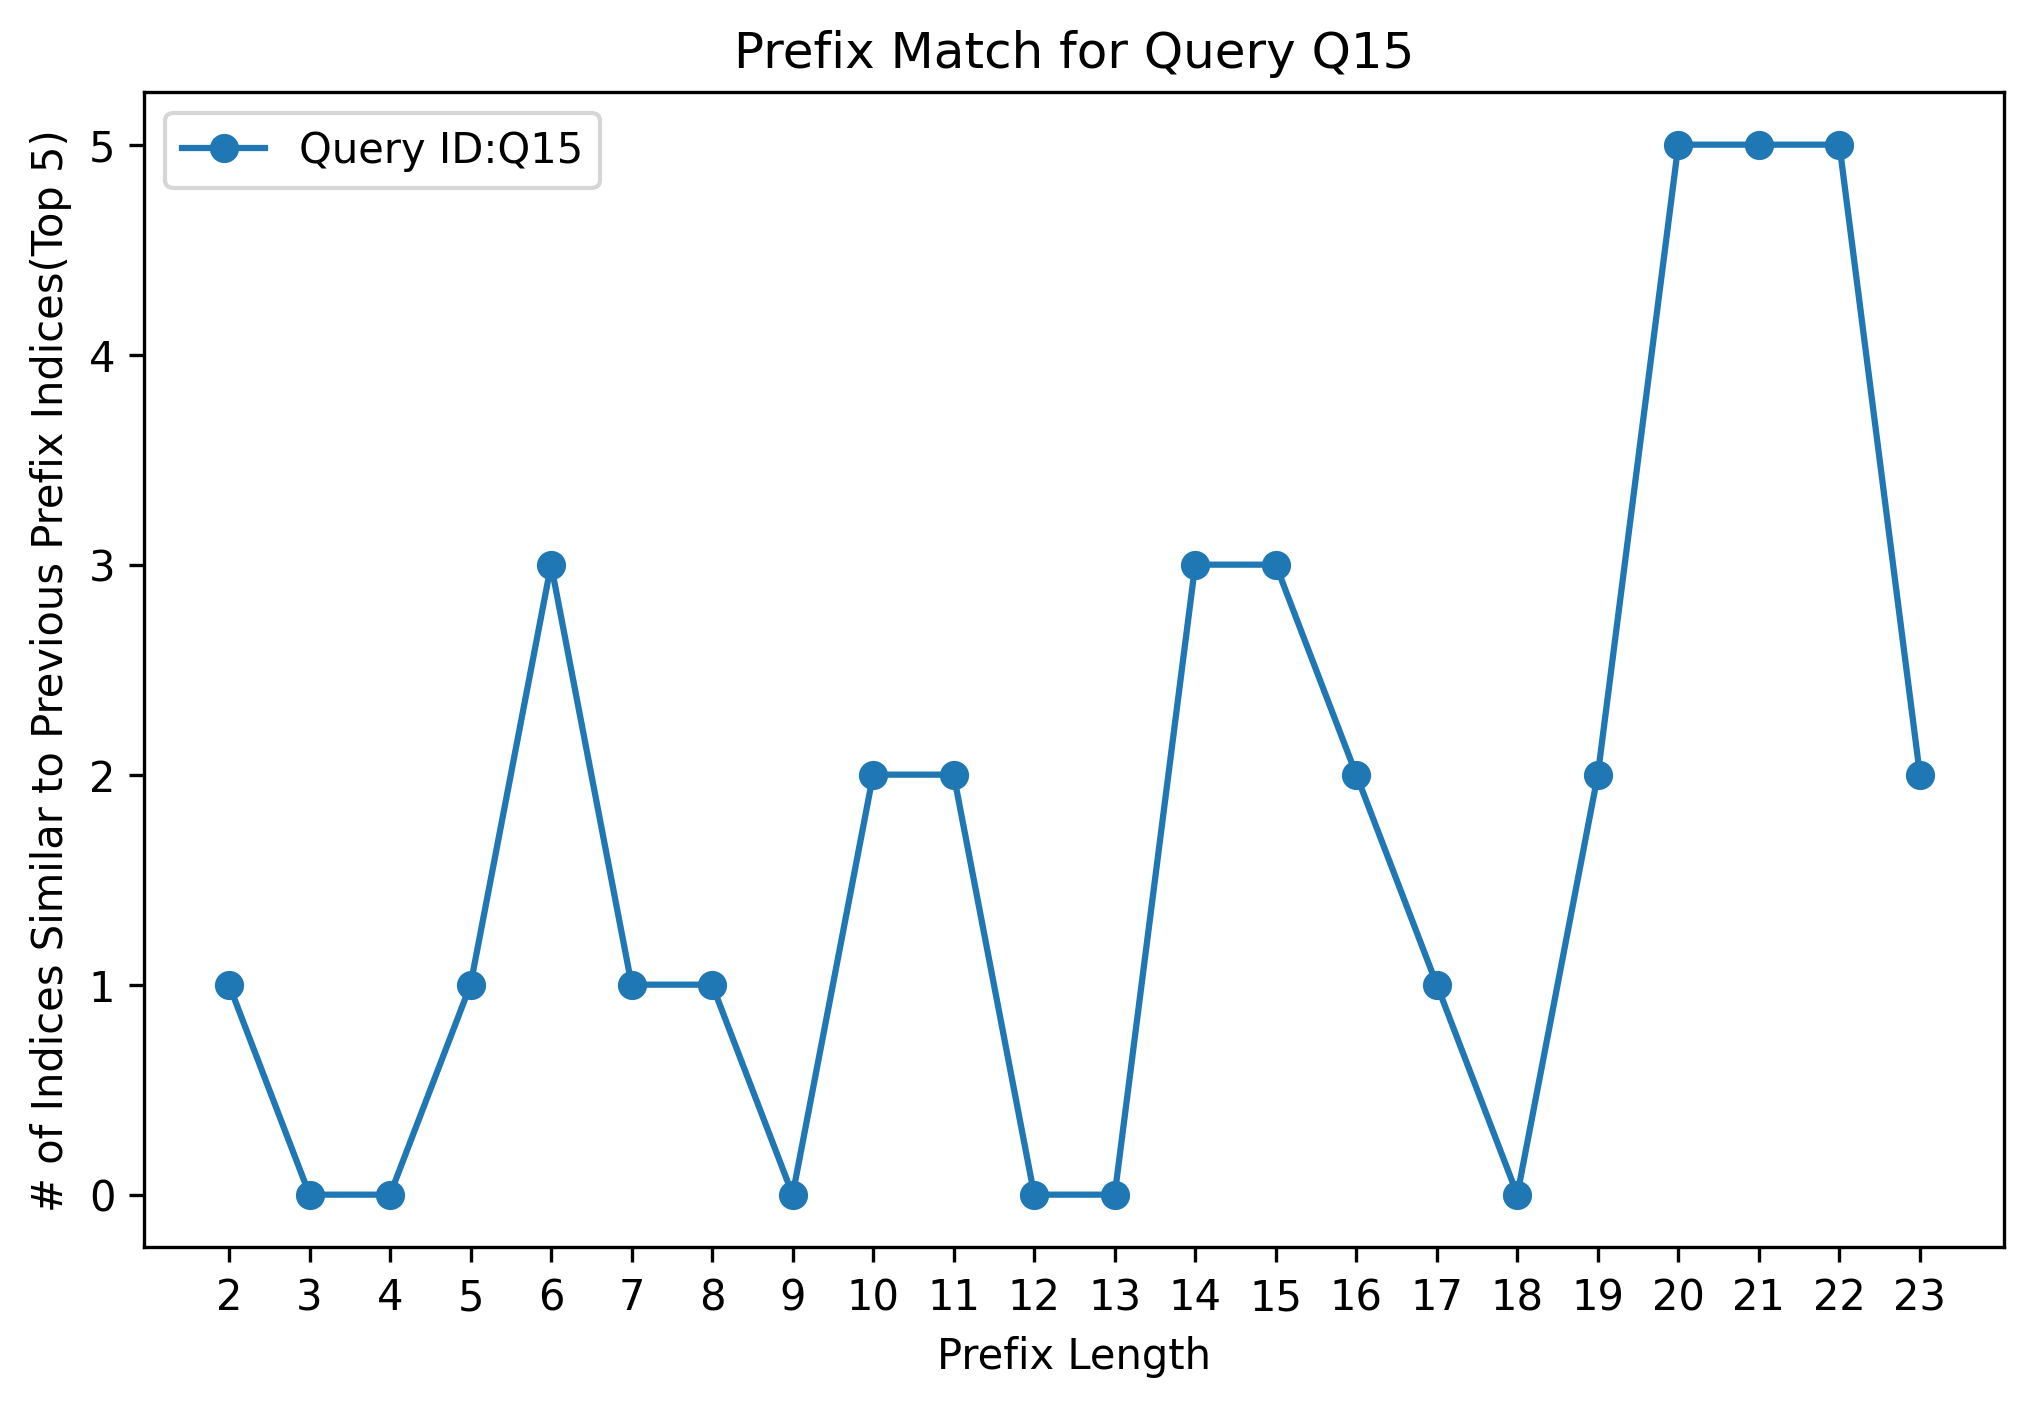 Prefix Match for Query Q15
Query ID:Q15
# of Indices Similar to Previous Prefix Indices(Top 5)
5
4
3
2
1
0
2 3 4 5 6 7 8 9 10 11 12 13 14 15 16 17 18 19 20 21 22 23
Prefix Length